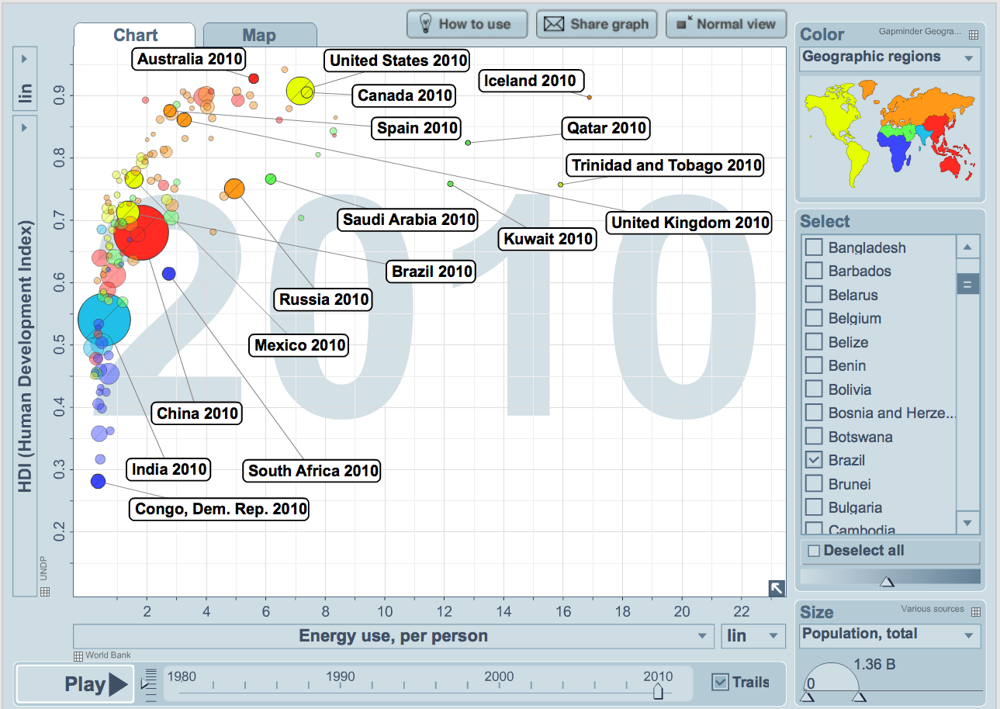 How to use
Share graph
Normal view
Chart
Map
Color
Gapminder Geogra...
Geographic regions
Australia 2010
United States 2010
Canada 2010
Iceland 2010
Spain 2010
Qatar 2010
Trinidad and Tobago 2010
Saudi Arabia 2010
United Kingdom 2010
Kuwait 2010
Brazil 2010
Russia 2010
Mexico 2010
China 2010
India 2010
South Africa 2010
Congo, Dem. Rep. 2010
2010
lin
HDI (Human Development Index)
UNDP
0.9
0.8
0.7
0.6
0.5
0.4
0.3
0.2
2 4 6 8 10 12 14 16 18 20 22
Energy use, per person
lin
World Bank
Select
Bangladesh
Barbados
Belarus
Belgium
Belize
Benin
Bolivia
Bosnia and Herze...
Botswana
Brazil
Brunei
Bulgaria
Cambodia
Deselect all
Size
Various sources
Population, total
1.36 B
0
Play
1980 1990 2000 2010
Trails